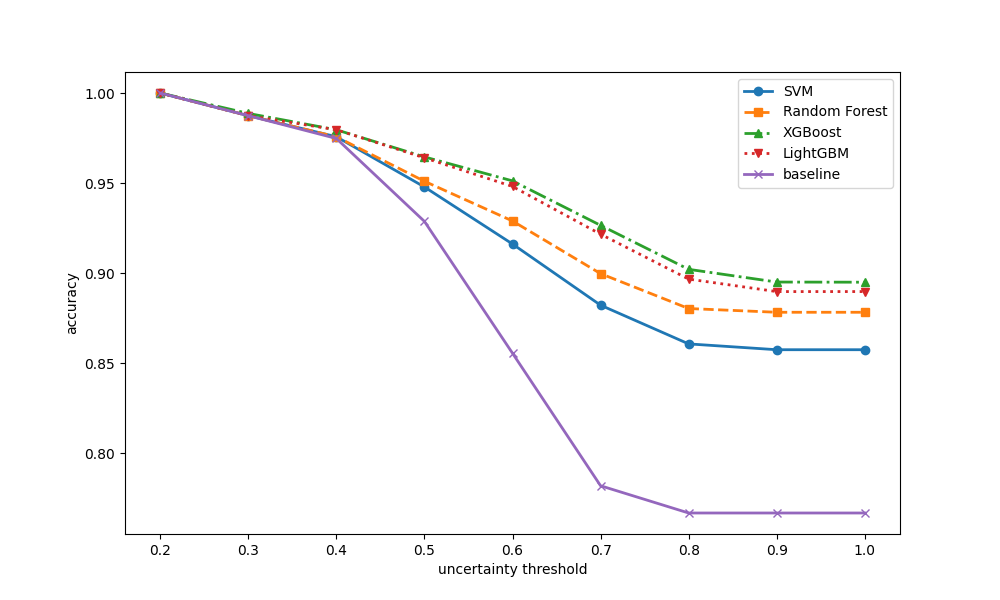 SVM
Random Forest
XGBoost
LightGBM
baseline
accuracy
1.00
0.95
0.90
0.85
0.80
0.2 0.3 0.4 0.5 0.6 0.7 0.8 0.9 1.0
uncertainty threshold